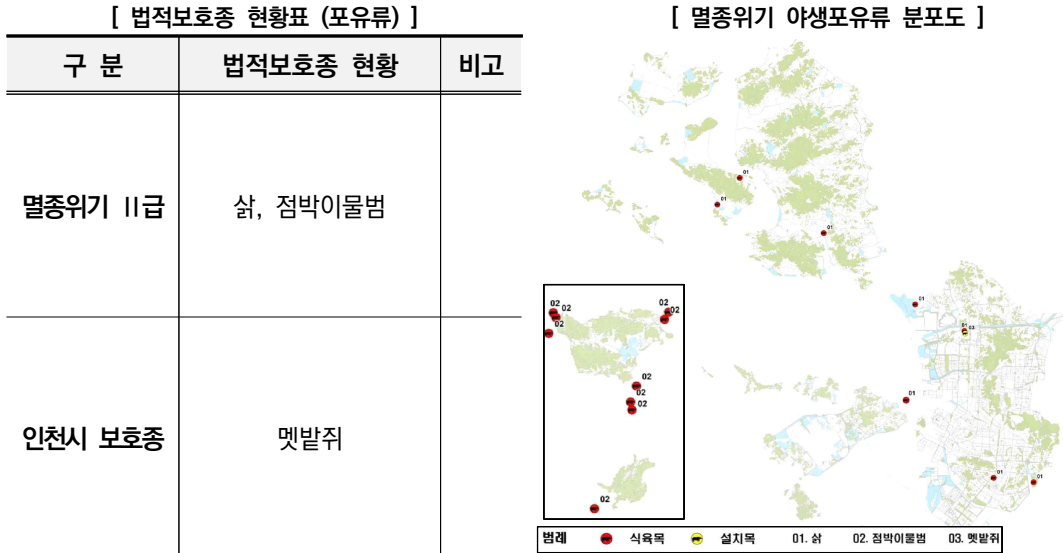 [ 법적보호종 현황표 (포유류) ]
구 분 법적보호종 현황 비고
멸종위기 Ⅱ급 삵, 점박이물범
인천시 보호종 멧밭쥐
[ 멸종위기 야생포유류 분포도 ]
01
01
01
01
01 03
01
01
01
02
02
02
02
02
02
02
02
02
범례 식육목 설치목 01. 삵 02. 점박이물범 03. 멧밭쥐